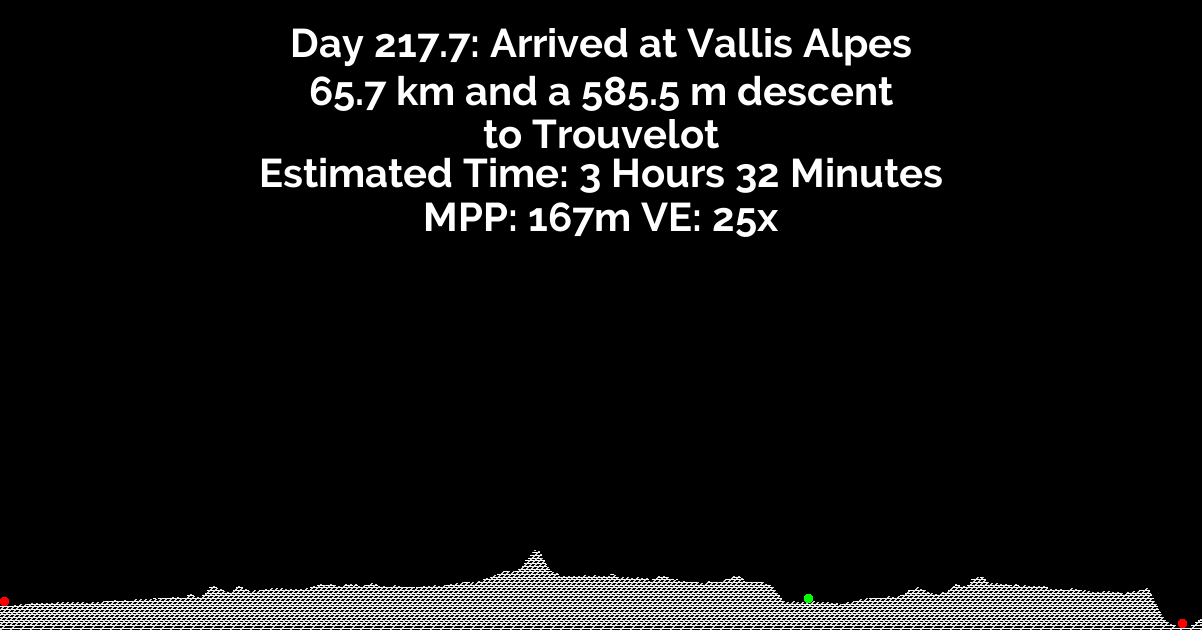 Day 217.7: Arrived at Vallis Alpes
65.7 km and a 585.5 m descent
to Trouvelot
Estimated Time: 3 Hours 32 Minutes
MPP: 167m VE: 25x